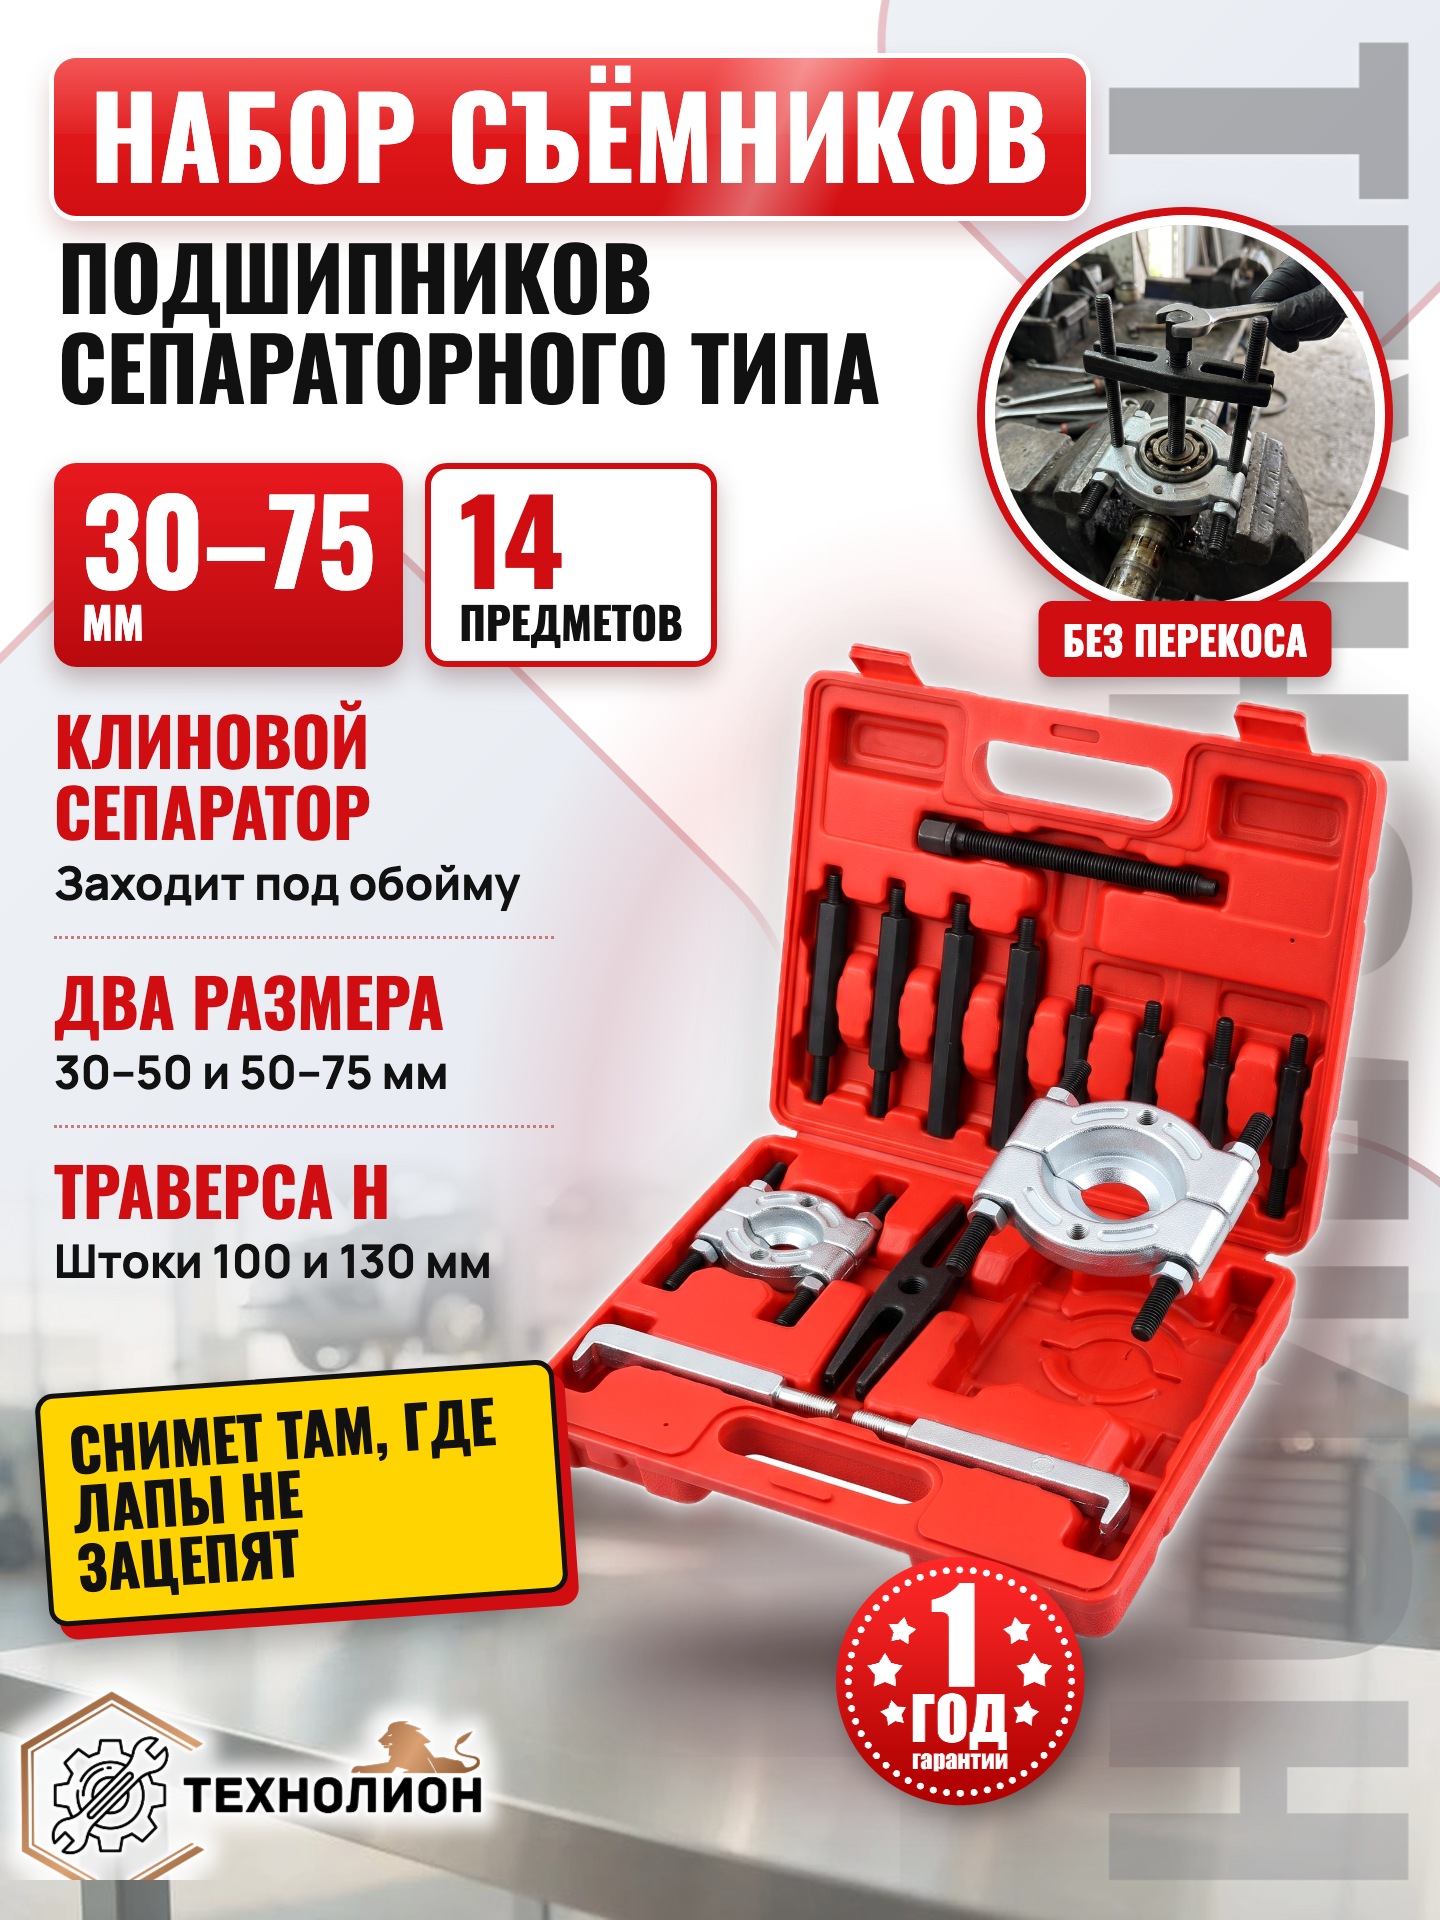 НАБОР СЪЁМНИКОВ
ПОДШИПНИКОВ
СЕПАРАТОРНОГО ТИПА
30–75
ММ
14
ПРЕДМЕТОВ
БЕЗ ПЕРЕКОСА
КЛИНОВОЙ
СЕПАРАТОР
Заходит под обойму
ДВА РАЗМЕРА
30–50 и 50–75 мм
ТРАВЕРСА Н
Штоки 100 и 130 мм
СНИМЕТ ТАМ, ГДЕ
ЛАПЫ НЕ
ЗАЦЕПЯТ
1
ГОД
гарантии
ТЕХНОЛИОН